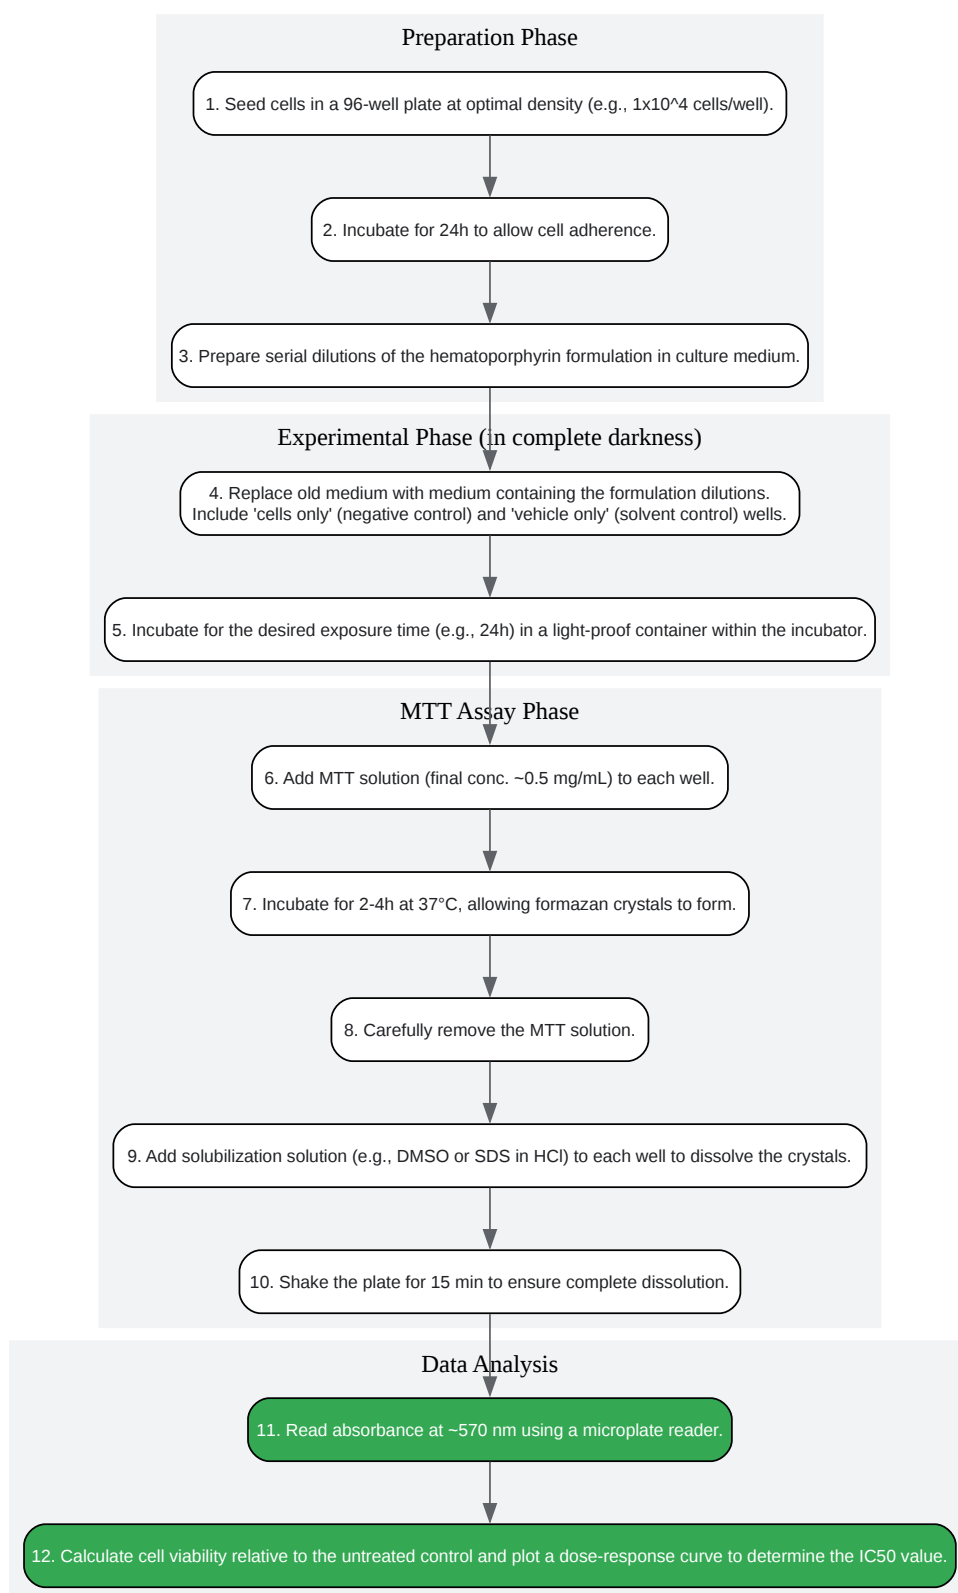 Preparation Phase
1. Seed cells in a 96-well plate at optimal density (e.g., 1x10^4 cells/well).
2. Incubate for 24h to allow cell adherence.
3. Prepare serial dilutions of the hematoporphyrin formulation in culture medium.
Experimental Phase (in complete darkness)
4. Replace old medium with medium containing the formulation dilutions.
Include 'cells only' (negative control) and 'vehicle only' (solvent control) wells.
5. Incubate for the desired exposure time (e.g., 24h) in a light-proof container within the incubator.
MTT Assay Phase
6. Add MTT solution (final conc. ~0.5 mg/mL) to each well.
7. Incubate for 2-4h at 37°C, allowing formazan crystals to form.
8. Carefully remove the MTT solution.
9. Add solubilization solution (e.g., DMSO or SDS in HCl) to each well to dissolve the crystals.
10. Shake the plate for 15 min to ensure complete dissolution.
Data Analysis
11. Read absorbance at ~570 nm using a microplate reader.
12. Calculate cell viability relative to the untreated control and plot a dose-response curve to determine the IC50 value.